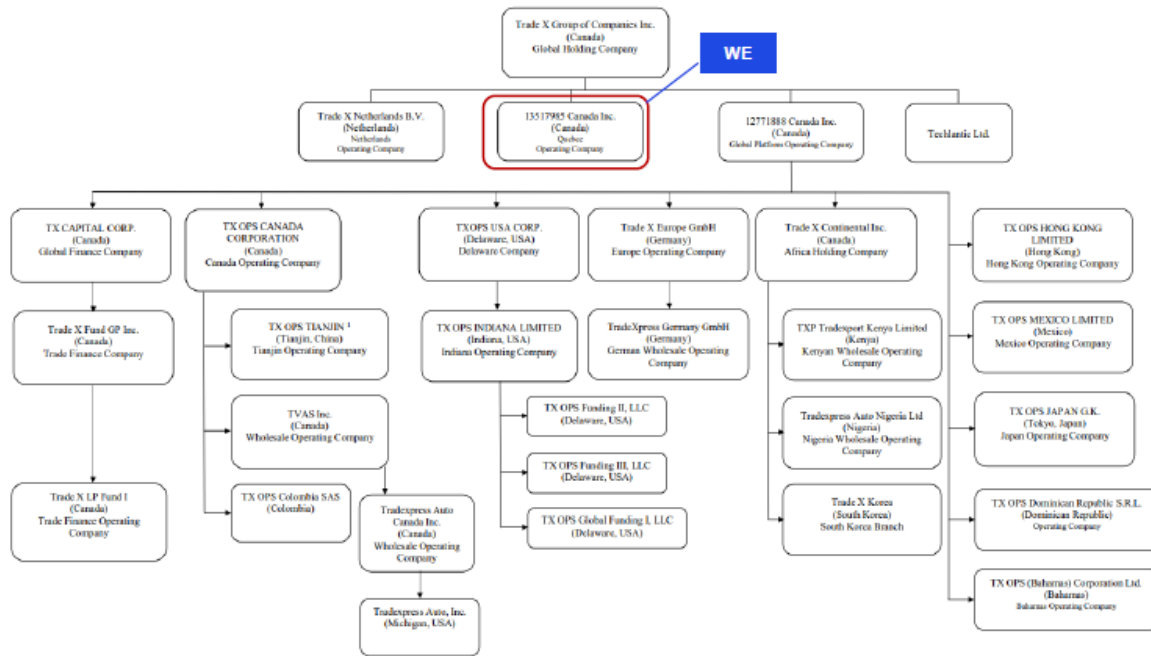 Trade X Group of Companies Inc.
(Canada)
Global Holding Company
WE
Trade X Netherlands B.V.
(Netherlands)
Netherlands
Operating Company
13517985 Canada Inc.
(Canada)
Quebec
Operating Company
12771888 Canada Inc.
(Canada)
Global Platform Operating Company
Techlantic Ltd.
TX CAPITAL CORP.
(Canada)
Global Finance Company
TX OPS CANADA
CORPORATION
(Canada)
Canada Operating Company
TXOPS USA CORP.
(Delaware, USA)
Delaware Company
Trade X Europe GmbH
(Germany)
Europe Operating Company
Trade X Continental Inc.
(Canada)
Africa Holding Company
TX OPS HONG KONG
LIMITED
(Hong Kong)
Hong Kong Operating Company
Trade X Fund GP Inc.
(Canada)
Trade Finance Company
TX OPS TIANJIN ¹
(Tianjin, China)
Tianjin Operating Company
TX OPS INDIANA LIMITED
(Indiana, USA)
Indiana Operating Company
TradeXpress Germany GmbH
(Germany)
German Wholesale Operating
Company
TXP Tradexport Kenya Limited
(Kenya)
Kenyan Wholesale Operating
Company
TX OPS MEXICO LIMITED
(Mexico)
Mexico Operating Company
TVAS Inc.
(Canada)
Wholesale Operating Company
TX OPS Funding II, LLC
(Delaware, USA)
Tradexpress Auto Nigeria Ltd
(Nigeria)
Nigeria Wholesale Operating
Company
TX OPS JAPAN G.K.
(Tokyo, Japan)
Japan Operating Company
TX OPS Funding III, LLC
(Delaware, USA)
Trade X LP Fund I
(Canada)
Trade Finance Operating
Company
TX OPS Colombia SAS
(Colombia)
Tradexpress Auto
Canada Inc.
(Canada)
Wholesale Operating
Company
TX OPS Global Funding I, LLC
(Delaware, USA)
Trade X Korea
(South Korea)
South Korea Branch
TX OPS Dominican Republic S.R.L.
(Dominican Republic)
Operating Company
Tradexpress Auto, Inc.
(Michigan, USA)
TX OPS (Bahamas) Corporation Ltd.
(Bahamas)
Bahamas Operating Company